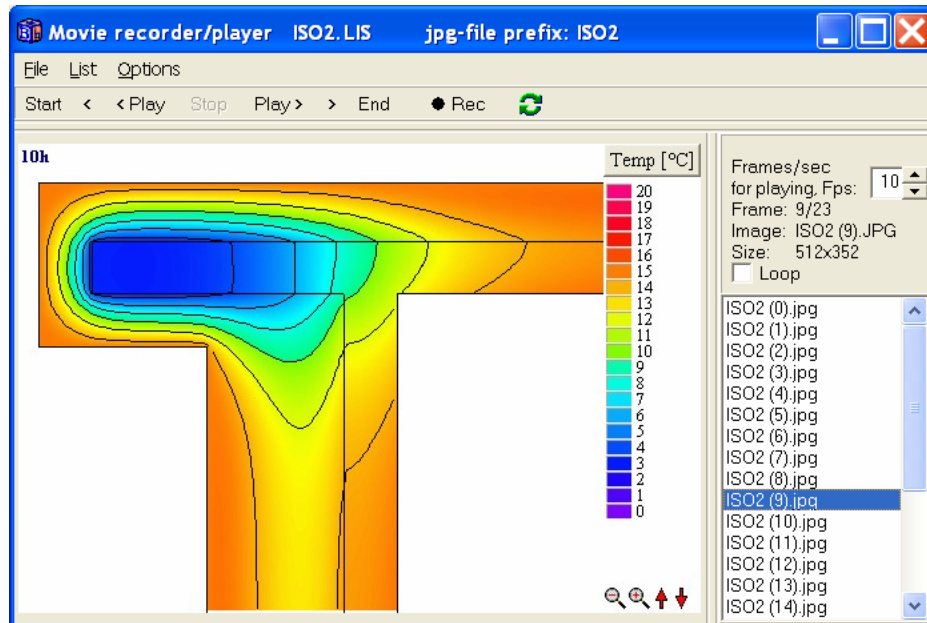 Movie recorder/player ISO2.LIS jpg-file prefix: ISO2
File List Options
Start < < Play Stop Play > > End ● Rec
10h
Temp [°C]
20
19
18
17
16
15
14
13
12
11
10
9
8
7
6
5
4
3
2
1
0
Frames/sec
for playing, Fps: 10
Frame: 9/23
Image: ISO2 (9).JPG
Size: 512x352
Loop
ISO2 (0).jpg
ISO2 (1).jpg
ISO2 (2).jpg
ISO2 (3).jpg
ISO2 (4).jpg
ISO2 (5).jpg
ISO2 (6).jpg
ISO2 (7).jpg
ISO2 (8).jpg
ISO2 (9).jpg
ISO2 (10).jpg
ISO2 (11).jpg
ISO2 (12).jpg
ISO2 (13).jpg
ISO2 (14).jpg